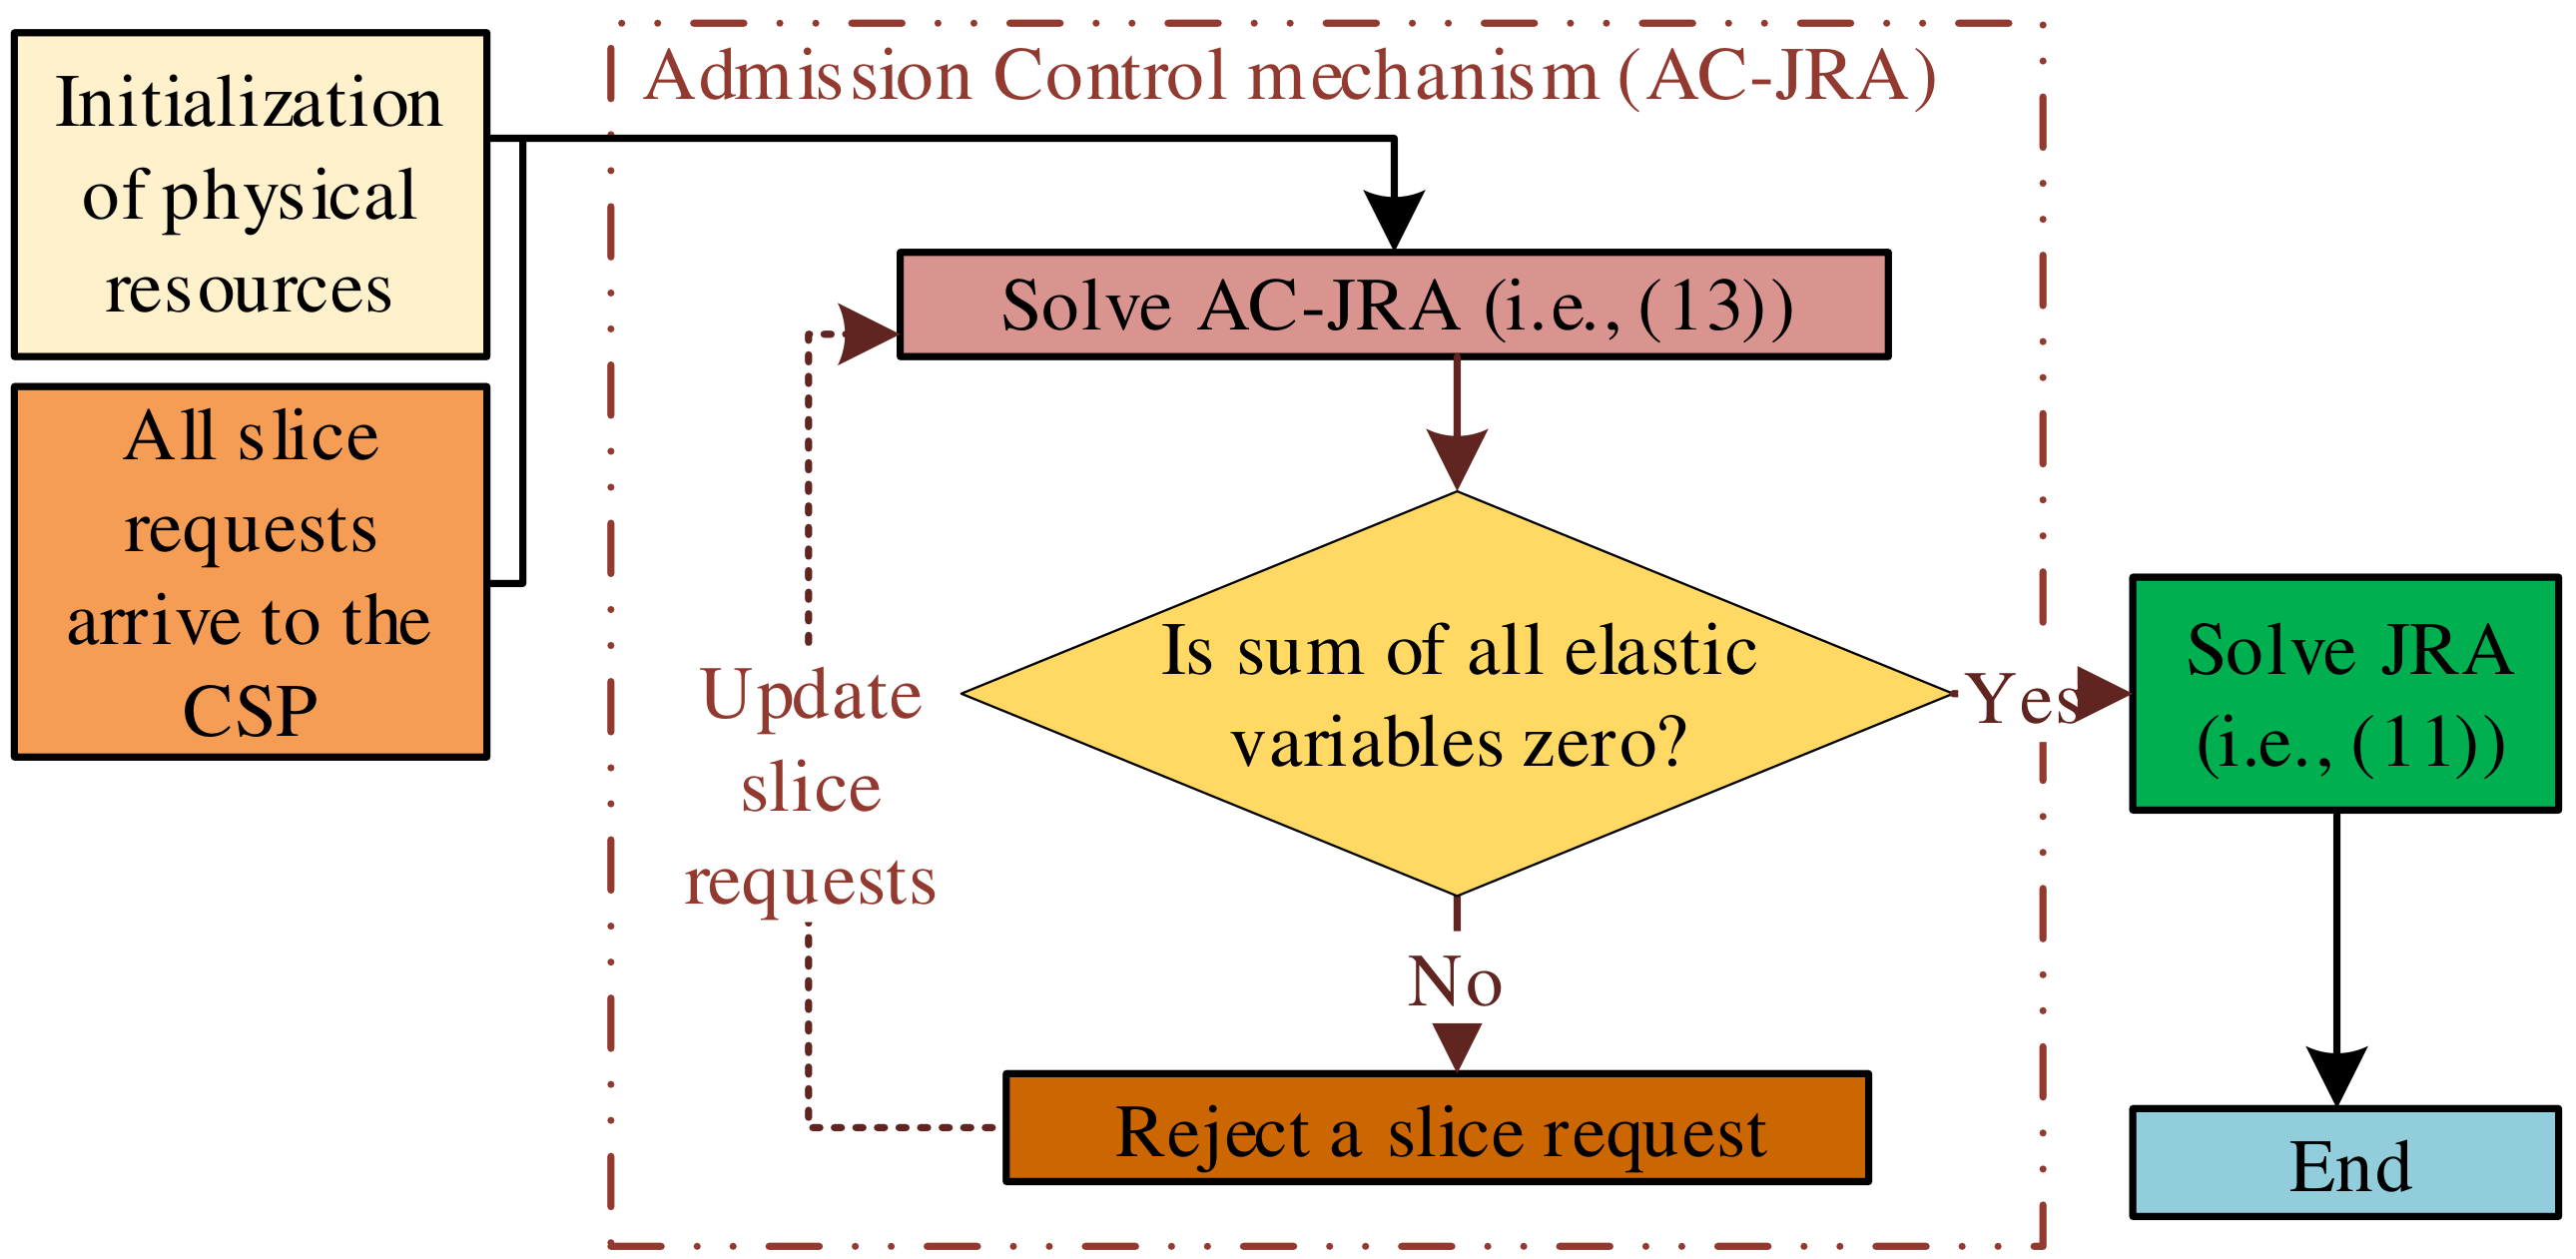 Initialization
of physical
resources
All slice
requests
arrive to the
CSP
Admission Control mechanism (AC-JRA)
Solve AC-JRA (i.e., (13))
Is sum of all elastic
variables zero?
Yes
No
Update
slice
requests
Reject a slice request
Solve JRA
(i.e., (11))
End